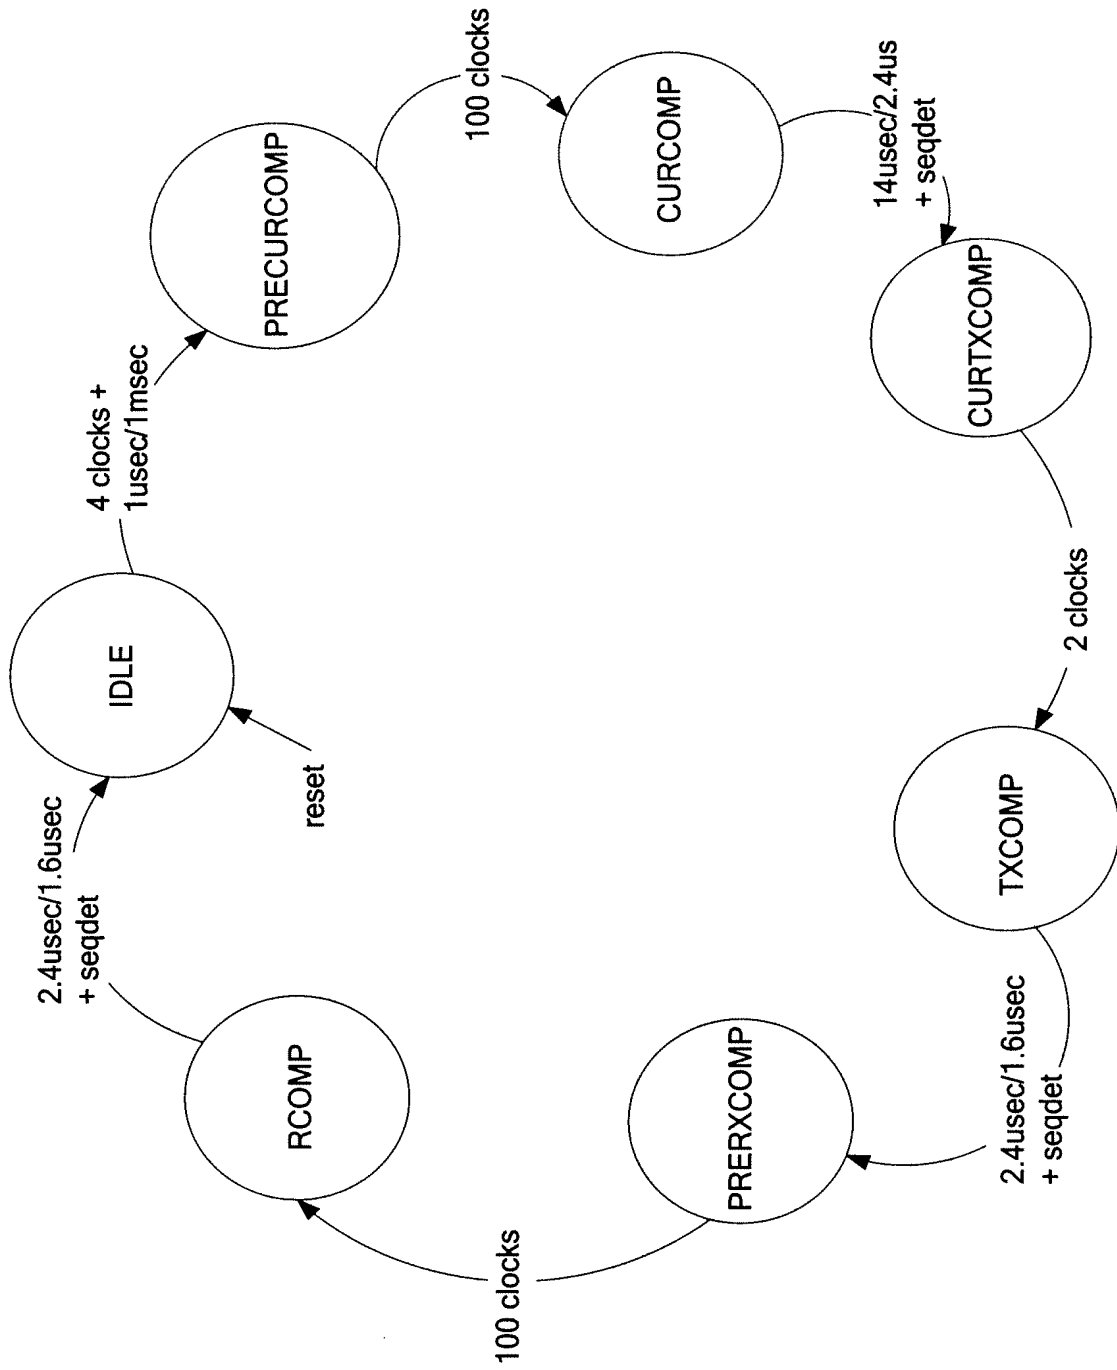 IDLE
4 clocks +
1usec/1msec
PRECURCOMP
100 clocks
CURCOMP
14usec/2.4us
+ seqdet
CURTXCOMP
2 clocks
TXCOMP
2.4usec/1.6usec
+ seqdet
PRERXCOMP
100 clocks
RCOMP
2.4usec/1.6usec
+ seqdet
reset